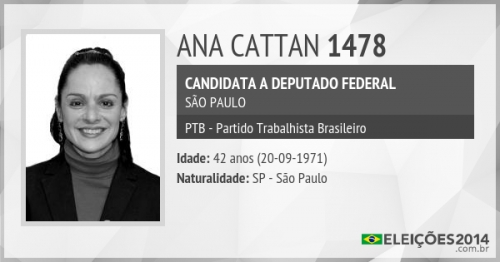 ANA CATTAN 1478
CANDIDATA A DEPUTADO FEDERAL
SÃO PAULO
PTB - Partido Trabalhista Brasileiro
Idade: 42 anos (20-09-1971)
Naturalidade: SP - São Paulo
ELEIÇÕES2014
.com.br